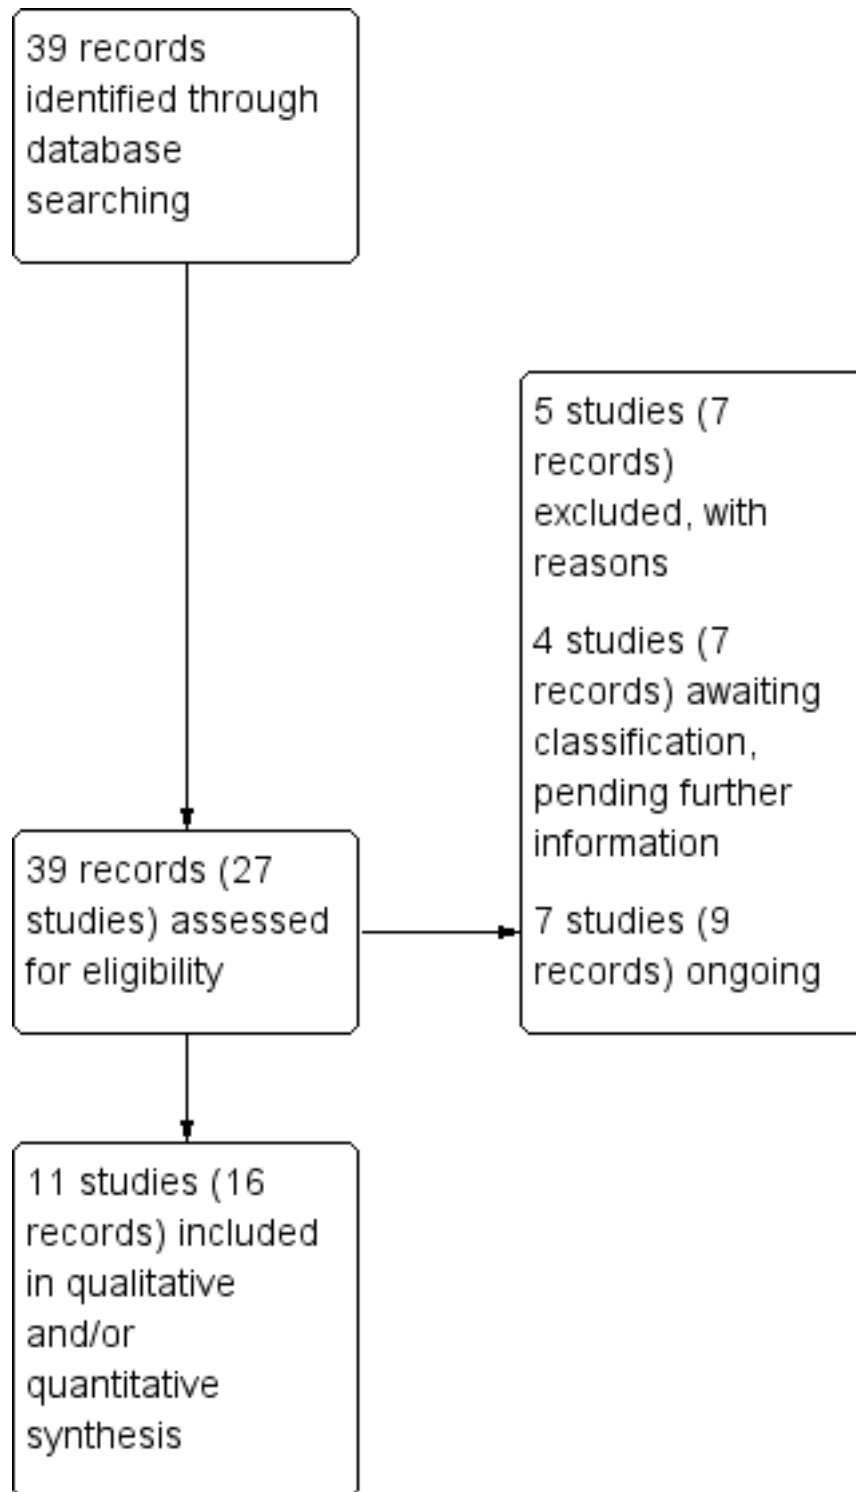 39 records
identified through
database
searching
5 studies (7
records)
excluded, with
reasons
4 studies (7
records) awaiting
classification,
pending further
information
7 studies (9
records) ongoing
39 records (27
studies) assessed
for eligibility
11 studies (16
records) included
in qualitative
and/or
quantitative
synthesis